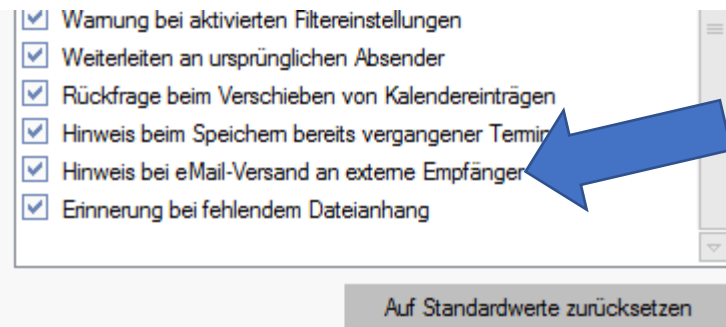 Warnung bei aktivierten Filtereinstellungen
Weiterleiten an ursprünglichen Absender
Rückfrage beim Verschieben von Kalendereinträgen
Hinweis beim Speichern bereits vergangener Termin
Hinweis bei eMail-Versand an externe Empfänger
Erinnerung bei fehlendem Dateianhang
Auf Standardwerte zurücksetzen